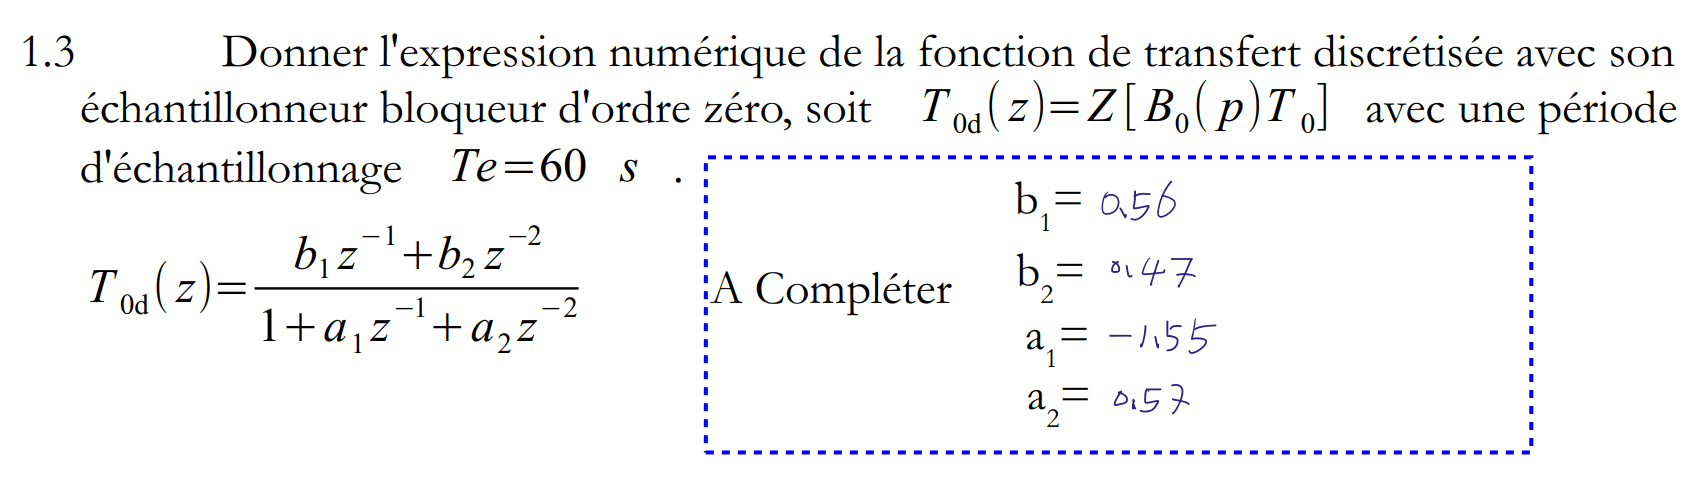 1.3 Donner l'expression numérique de la fonction de transfert discrétisée avec son
échantillonneur bloqueur d'ordre zéro, soit T_{0d}(z)=Z[B_0(p)T_0] avec une période
d'échantillonnage Te=60 s .
T_{0d}(z)=\frac{b_1 z^{-1}+b_2 z^{-2}}{1+a_1 z^{-1}+a_2 z^{-2}}
A Compléter
b_1= 0.56
b_2= 0.47
a_1= -1.55
a_2= 0.57